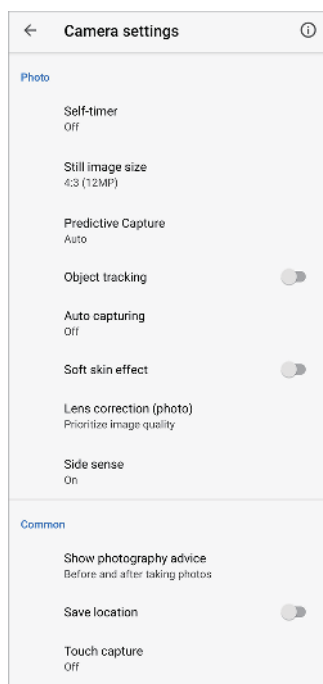 Camera settings
Photo
Self-timer
Off
Still image size
4:3 (12MP)
Predictive Capture
Auto
Object tracking
Auto capturing
Off
Soft skin effect
Lens correction (photo)
Prioritize image quality
Side sense
On
Common
Show photography advice
Before and after taking photos
Save location
Touch capture
Off